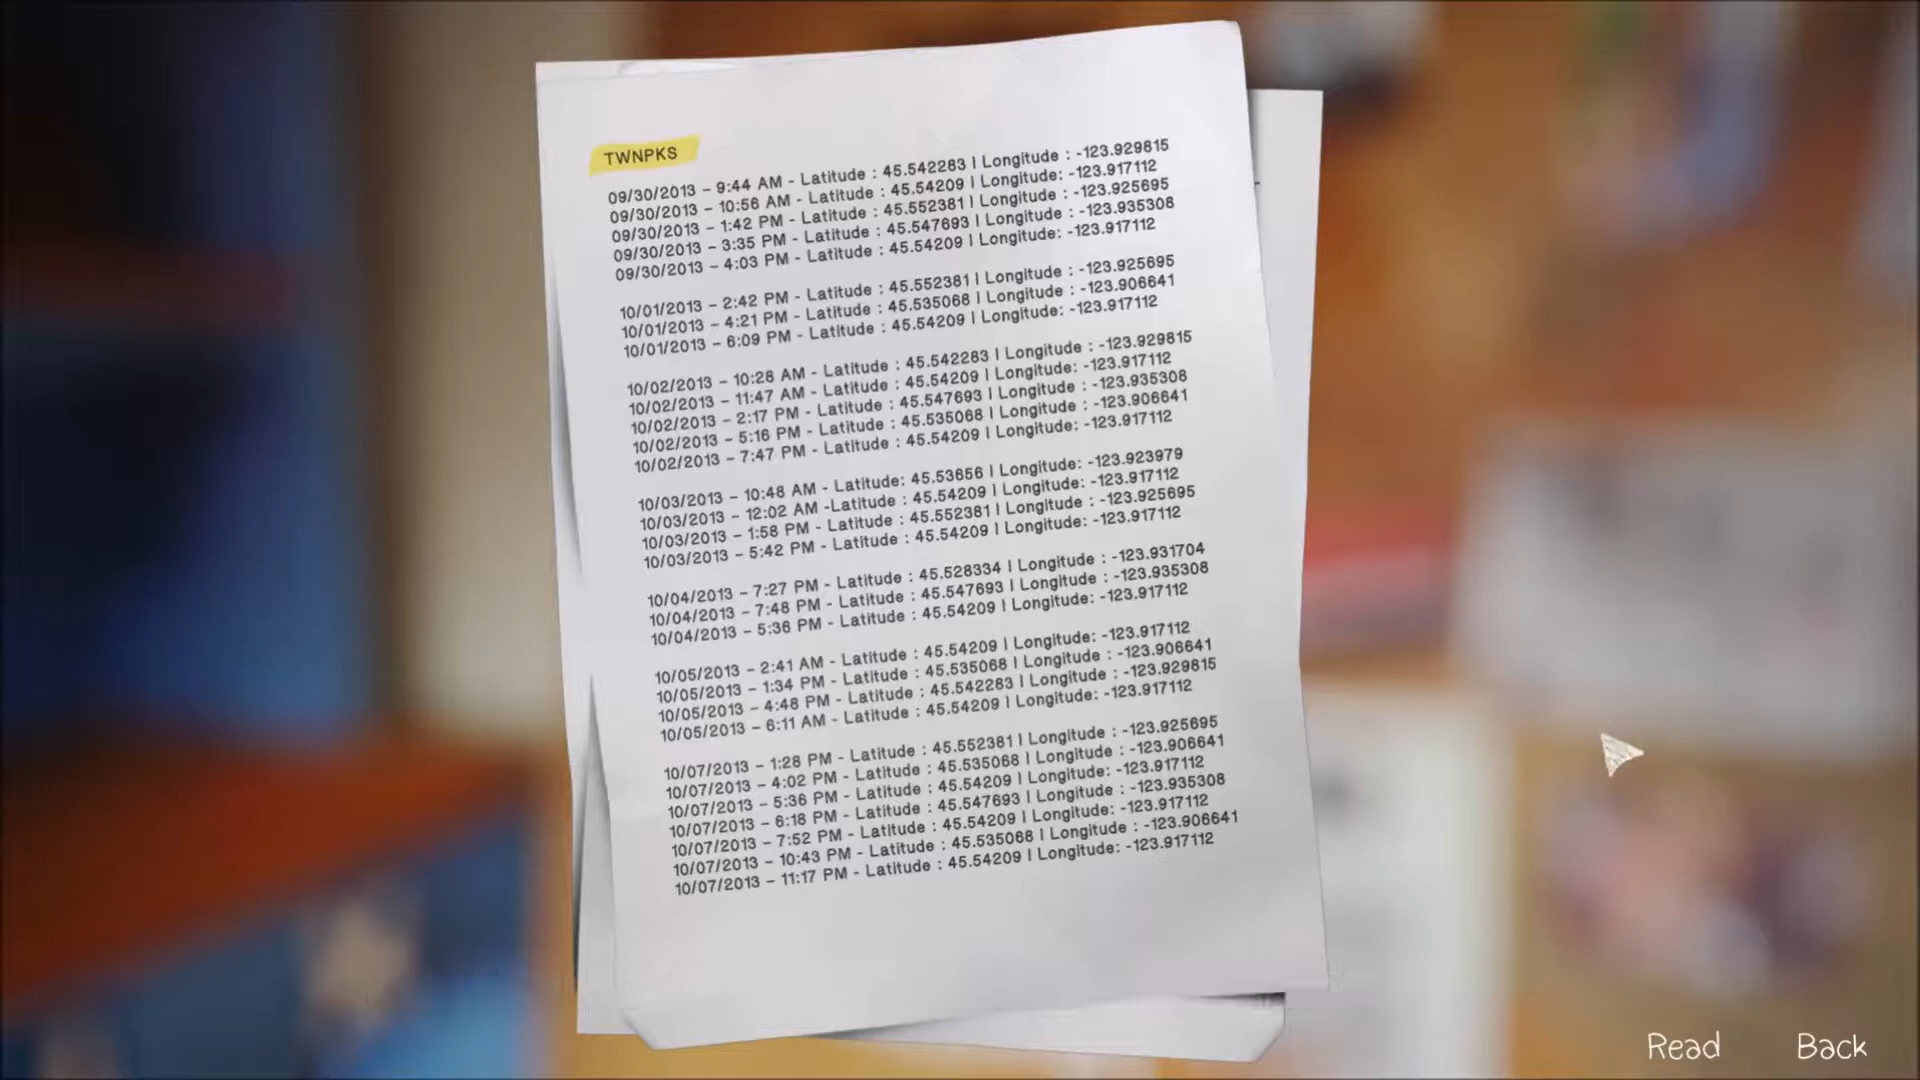 TWNPKS
09/30/2013 – 9:44 AM - Latitude : 45.542283 | Longitude : -123.929815
09/30/2013 – 10:56 AM - Latitude : 45.54209 | Longitude: -123.917112
09/30/2013 – 1:42 PM - Latitude : 45.552381 | Longitude : -123.925695
09/30/2013 – 3:35 PM - Latitude : 45.547693 | Longitude : -123.935308
09/30/2013 – 4:03 PM - Latitude : 45.54209 | Longitude: -123.917112
10/01/2013 – 2:42 PM - Latitude : 45.552381 | Longitude : -123.925695
10/01/2013 – 4:21 PM - Latitude : 45.535068 | Longitude : -123.906641
10/01/2013 – 6:09 PM - Latitude : 45.54209 | Longitude: -123.917112
10/02/2013 – 10:28 AM - Latitude : 45.542283 | Longitude : -123.929815
10/02/2013 – 11:47 AM - Latitude : 45.54209 | Longitude: -123.917112
10/02/2013 – 2:17 PM - Latitude : 45.547693 | Longitude : -123.935308
10/02/2013 – 5:16 PM - Latitude : 45.535068 | Longitude : -123.906641
10/02/2013 – 7:47 PM - Latitude : 45.54209 | Longitude: -123.917112
10/03/2013 – 10:48 AM - Latitude: 45.53656 | Longitude: -123.923979
10/03/2013 – 12:02 AM -Latitude : 45.54209 | Longitude: -123.917112
10/03/2013 – 1:58 PM - Latitude : 45.552381 | Longitude : -123.925695
10/03/2013 – 5:42 PM - Latitude : 45.54209 | Longitude: -123.917112
10/04/2013 – 7:27 PM - Latitude : 45.528334 | Longitude : -123.931704
10/04/2013 – 7:48 PM - Latitude : 45.547693 | Longitude : -123.935308
10/04/2013 – 5:36 PM - Latitude : 45.54209 | Longitude: -123.917112
10/05/2013 – 2:41 AM - Latitude : 45.54209 | Longitude: -123.917112
10/05/2013 – 1:34 PM - Latitude : 45.535068 | Longitude : -123.906641
10/05/2013 – 4:48 PM - Latitude : 45.542283 | Longitude : -123.929815
10/05/2013 – 6:11 AM - Latitude : 45.54209 | Longitude: -123.917112
10/07/2013 – 1:28 PM - Latitude : 45.552381 | Longitude : -123.925695
10/07/2013 – 4:02 PM - Latitude : 45.535068 | Longitude : -123.906641
10/07/2013 – 5:36 PM - Latitude : 45.54209 | Longitude: -123.917112
10/07/2013 – 6:18 PM - Latitude : 45.547693 | Longitude : -123.935308
10/07/2013 – 7:52 PM - Latitude : 45.54209 | Longitude: -123.917112
10/07/2013 – 10:43 PM - Latitude : 45.535068 | Longitude : -123.906641
10/07/2013 – 11:17 PM - Latitude : 45.54209 | Longitude: -123.917112
Read Back